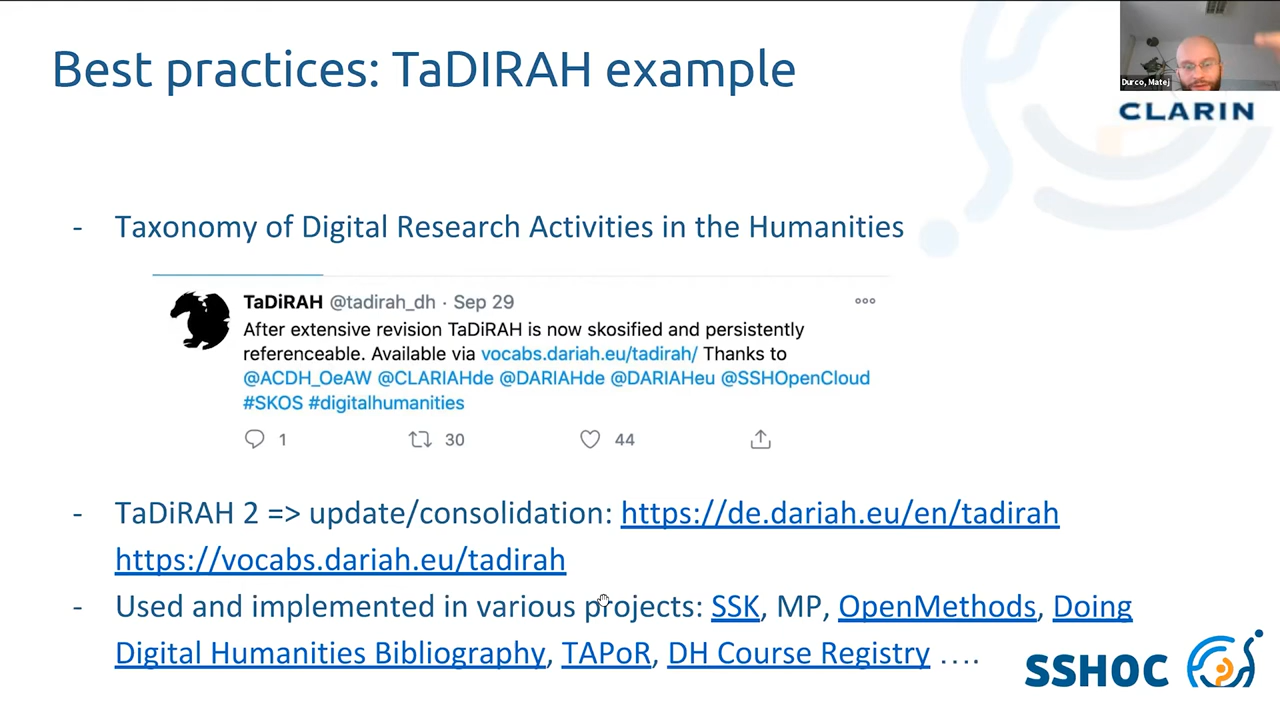 Best practices: TaDIRAH example
Durco, Matej
CLARIN
- Taxonomy of Digital Research Activities in the Humanities
TaDiRAH @tadirah_dh · Sep 29
After extensive revision TaDiRAH is now skosified and persistently
referenceable. Available via vocabs.dariah.eu/tadirah/ Thanks to
@ACDH_OeAW @CLARIAHde @DARIAHde @DARIAHeu @SSHOpenCloud
#SKOS #digitalhumanities
1 30 44
- TaDiRAH 2 => update/consolidation: https://de.dariah.eu/en/tadirah
https://vocabs.dariah.eu/tadirah
- Used and implemented in various projects: SSK, MP, OpenMethods, Doing
Digital Humanities Bibliography, TAPoR, DH Course Registry ....
SSHOC